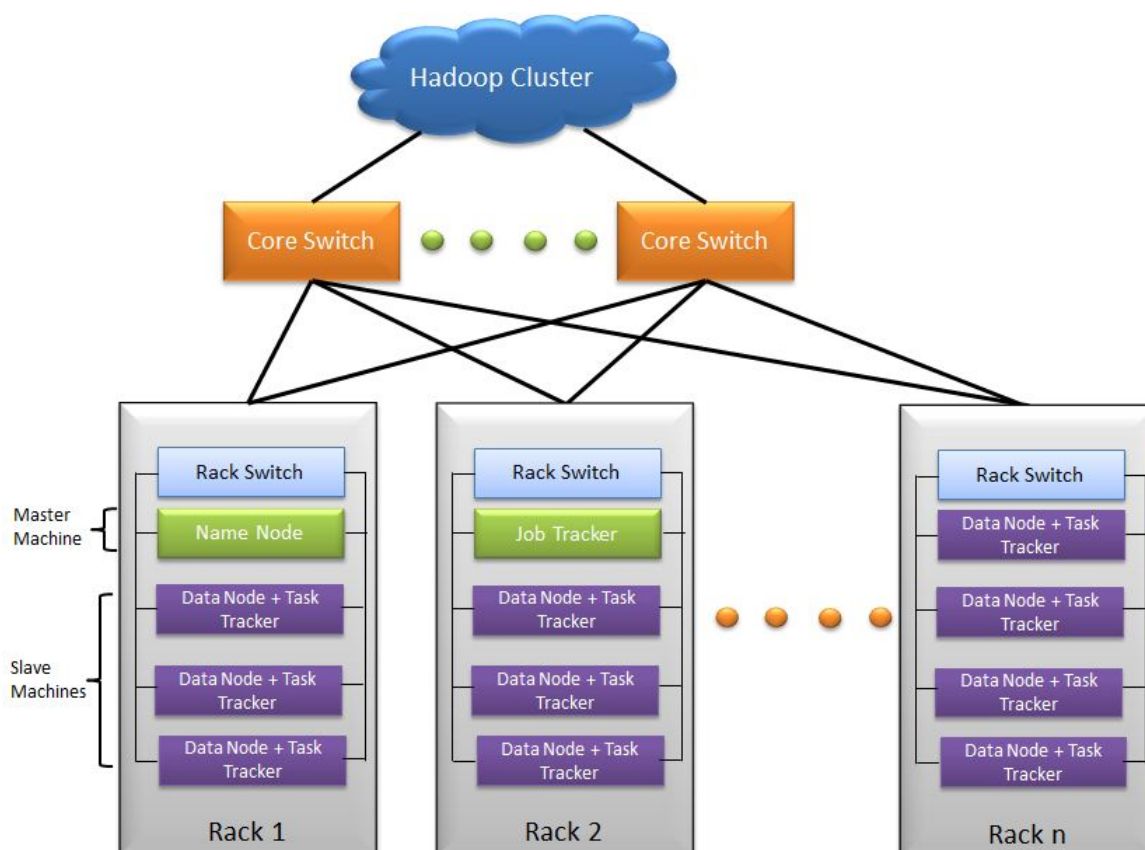 Hadoop Cluster
Core Switch
Core Switch
Rack Switch
Rack Switch
Rack Switch
Master
Machine
Name Node
Job Tracker
Data Node + Task
Tracker
Data Node + Task
Tracker
Data Node + Task
Tracker
Data Node + Task
Tracker
Slave
Machines
Data Node + Task
Tracker
Data Node + Task
Tracker
Data Node + Task
Tracker
Data Node + Task
Tracker
Data Node + Task
Tracker
Data Node + Task
Tracker
Rack 1
Rack 2
Rack n